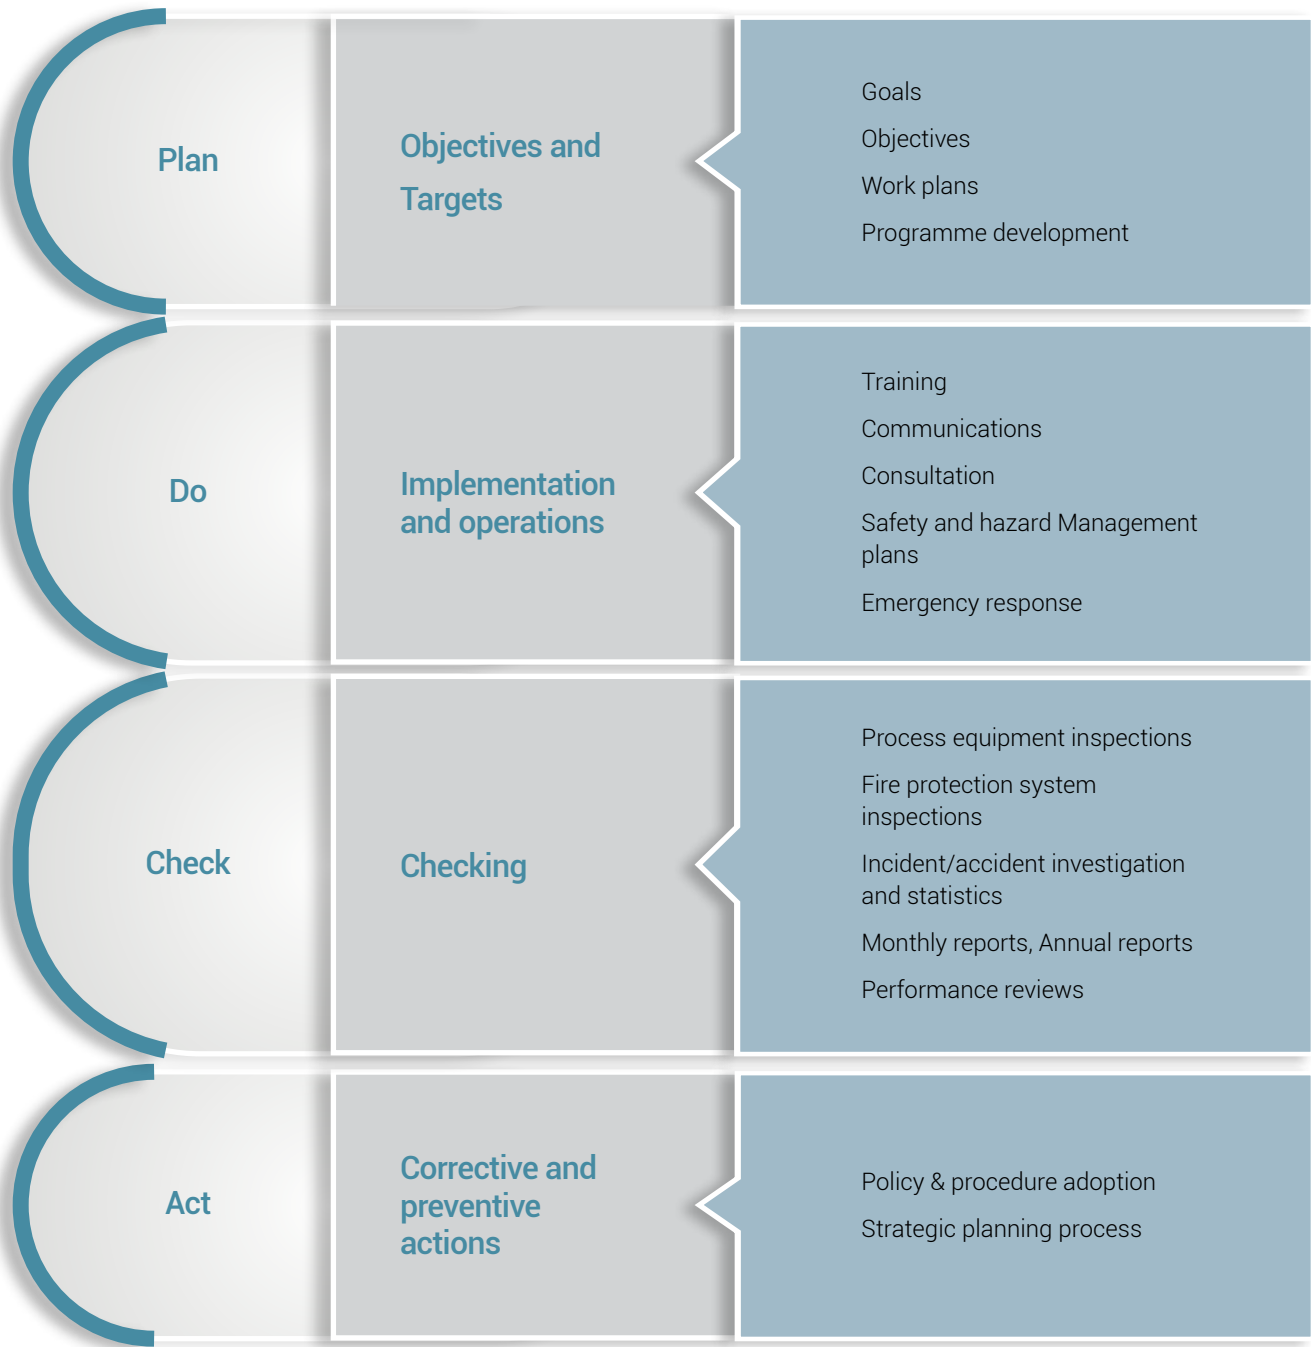 Plan
Objectives and
Targets
Goals
Objectives
Work plans
Programme development
Do
Implementation
and operations
Training
Communications
Consultation
Safety and hazard Management
plans
Emergency response
Check
Checking
Process equipment inspections
Fire protection system
inspections
Incident/accident investigation
and statistics
Monthly reports, Annual reports
Performance reviews
Act
Corrective and
preventive
actions
Policy & procedure adoption
Strategic planning process